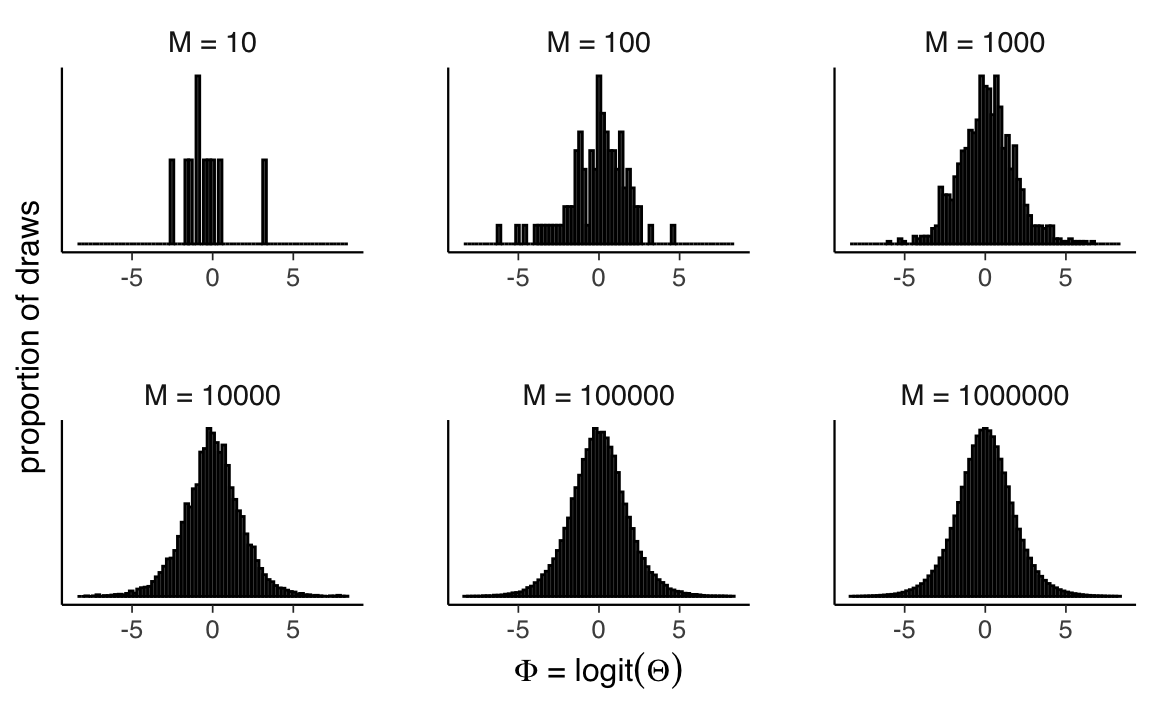 M = 10
M = 100
M = 1000
-5 0 5
-5 0 5
-5 0 5
proportion of draws
M = 10000
M = 100000
M = 1000000
-5 0 5
-5 0 5
-5 0 5
Φ = logit(Θ)